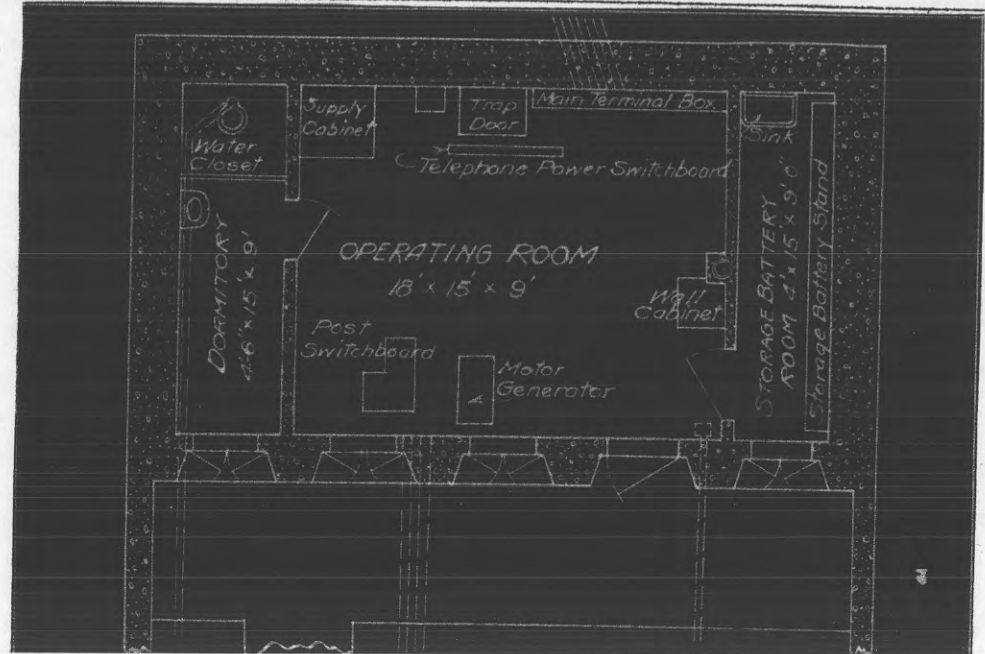 Supply
Cabinet
Trap
Door
Main Terminal Box
Sink
Water
Closet
Telephone Power Switchboard
OPERATING ROOM
18' x 15' x 9'
DORMITORY
4'-6" x 15' x 9'
Wall
Cabinet
Post
Switchboard
Motor
Generator
STORAGE BATTERY
ROOM 4' x 15' x 9' 0"
Storage Battery Stand